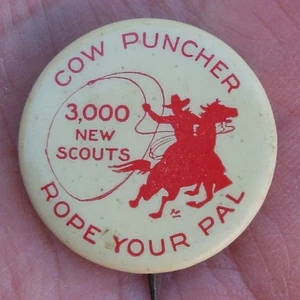 COW PUNCHER
3,000
NEW
SCOUTS
ROPE YOUR PAL